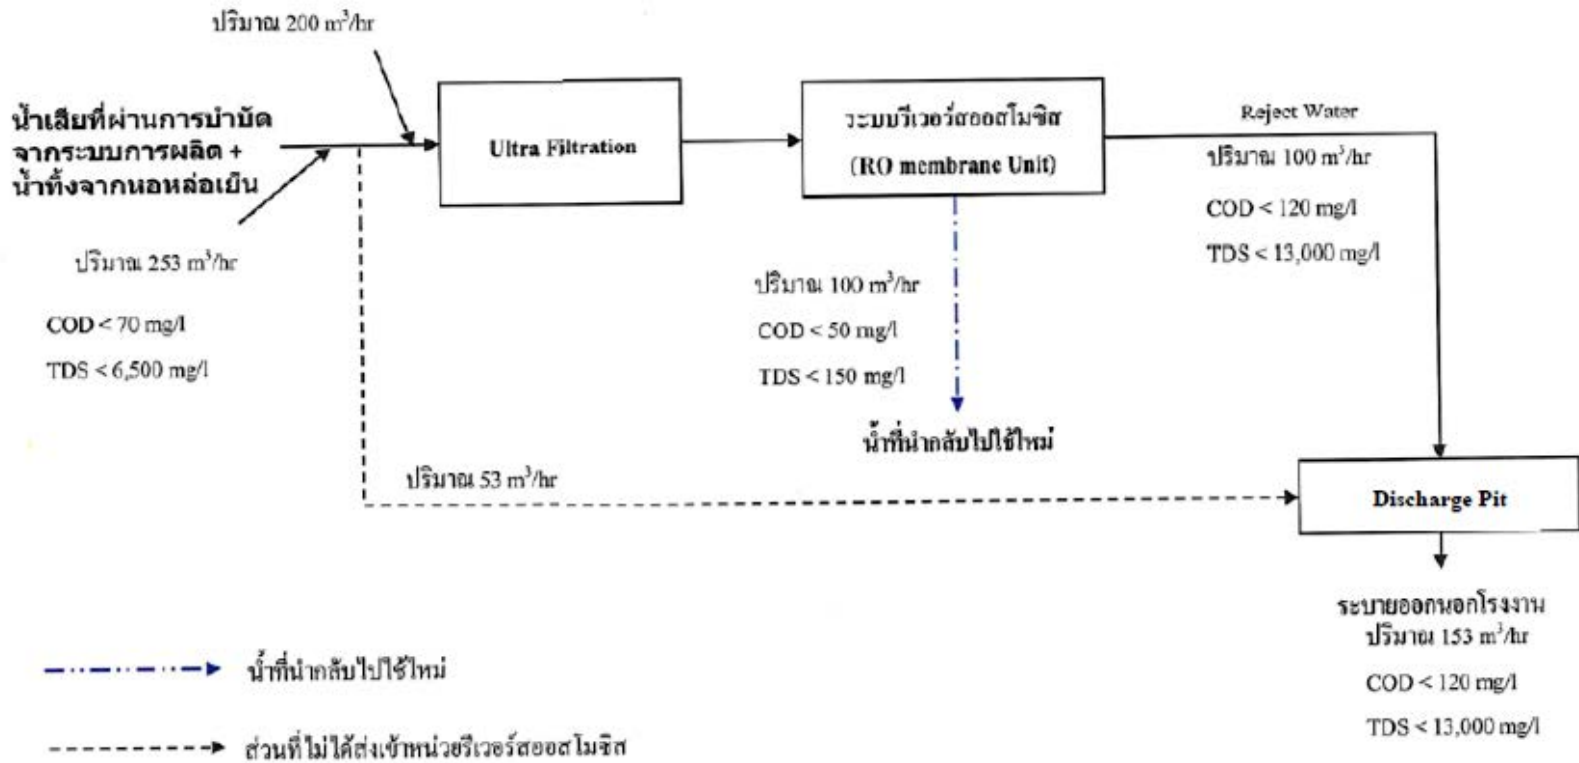 ปริมาณ 200 m³/hr
น้ำเสียที่ผ่านการบำบัด
จากระบบการผลิต +
น้ำทิ้งจากหอหล่อเย็น
Ultra Filtration
ระบบรีเวอร์สออสโมซิส
(RO membrane Unit)
Reject Water
ปริมาณ 100 m³/hr
COD < 120 mg/l
TDS < 13,000 mg/l
ปริมาณ 253 m³/hr
COD < 70 mg/l
TDS < 6,500 mg/l
ปริมาณ 100 m³/hr
COD < 50 mg/l
TDS < 150 mg/l
น้ำที่นำกลับไปใช้ใหม่
ปริมาณ 53 m³/hr
Discharge Pit
ระบายออกนอกโรงงาน
ปริมาณ 153 m³/hr
COD < 120 mg/l
TDS < 13,000 mg/l
น้ำที่นำกลับไปใช้ใหม่
ส่วนที่ไม่ได้ส่งเข้าหน่วยรีเวอร์สออสโมซิส